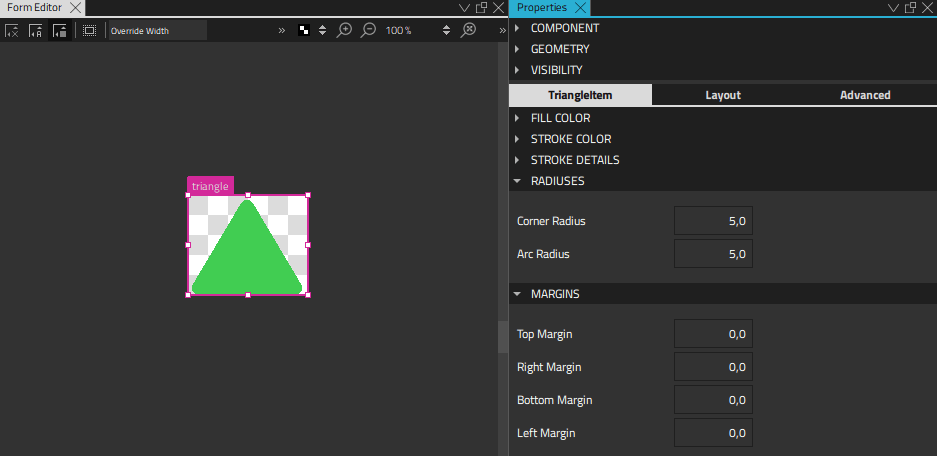 Form Editor
Properties
Override Width
100 %
COMPONENT
GEOMETRY
VISIBILITY
TriangleItem Layout Advanced
FILL COLOR
STROKE COLOR
STROKE DETAILS
RADIUSES
triangle
Corner Radius 5,0
Arc Radius 5,0
MARGINS
Top Margin 0,0
Right Margin 0,0
Bottom Margin 0,0
Left Margin 0,0